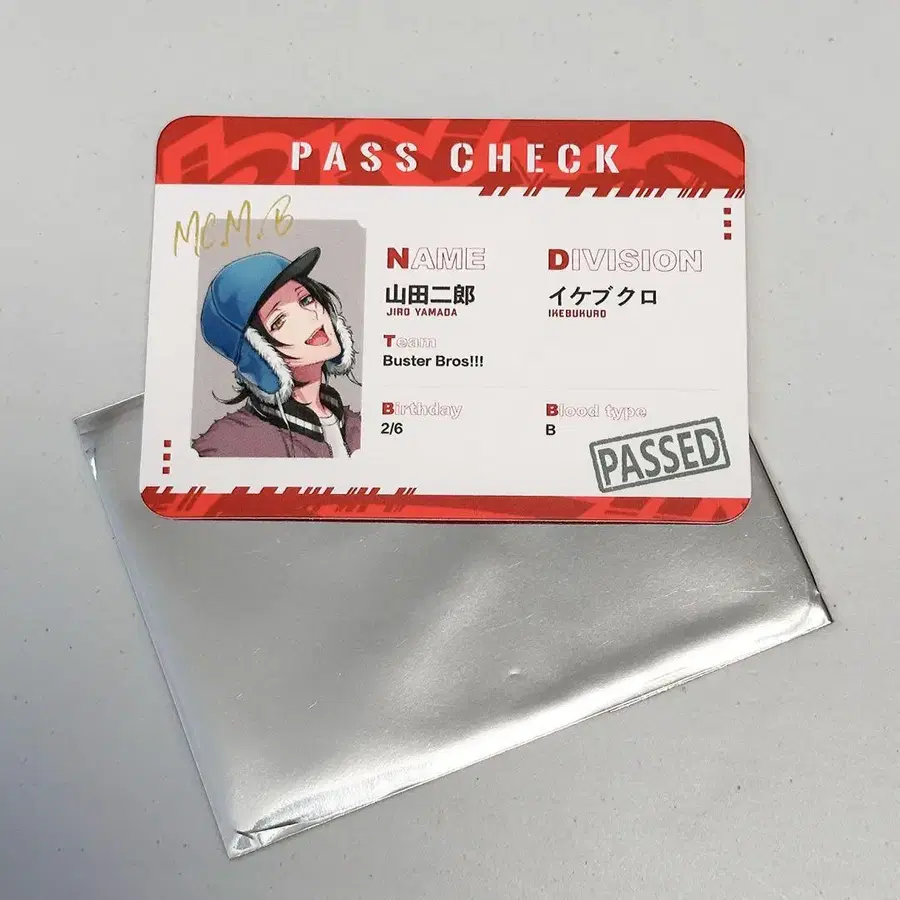 PASS CHECK
MC.M.B
NAME
山田二郎
JIRO YAMADA
DIVISION
イケブクロ
IKEBUKURO
Team
Buster Bros!!!
Birthday
2/6
Blood type
B
PASSED